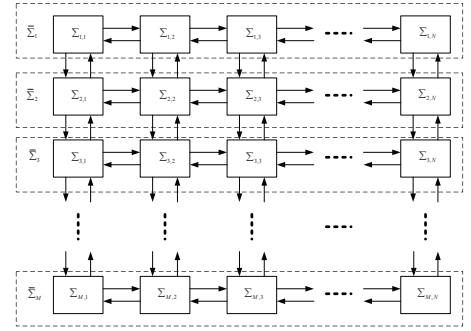 Σ̿₁ Σ₁,₁ Σ₁,₂ Σ₁,₃ Σ₁,N
Σ̿₂ Σ₂,₁ Σ₂,₂ Σ₂,₃ Σ₂,N
Σ̿₃ Σ₃,₁ Σ₃,₂ Σ₃,₃ Σ₃,N
Σ̿M ΣM,₁ ΣM,₂ ΣM,₃ ΣM,N